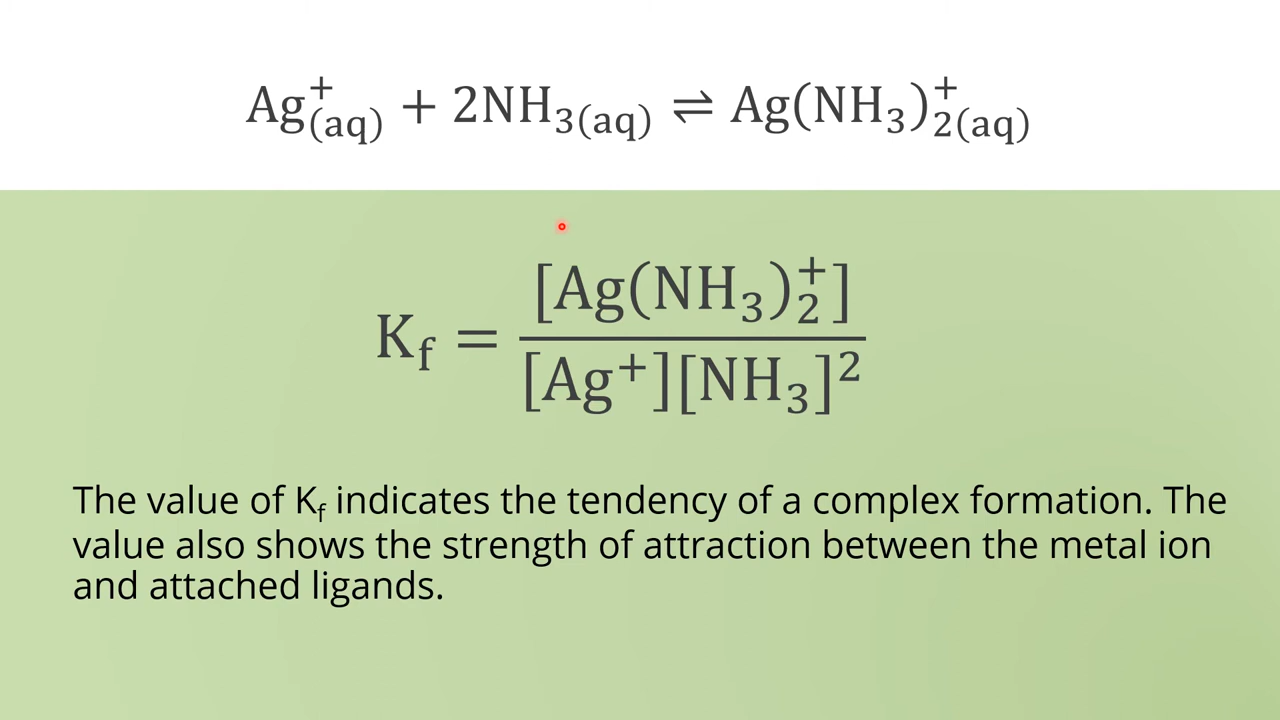 Ag⁺(aq) + 2NH₃(aq) ⇌ Ag(NH₃)₂⁺(aq)
K_f = [Ag(NH₃)₂⁺] / [Ag⁺][NH₃]²
The value of K_f indicates the tendency of a complex formation. The
value also shows the strength of attraction between the metal ion
and attached ligands.